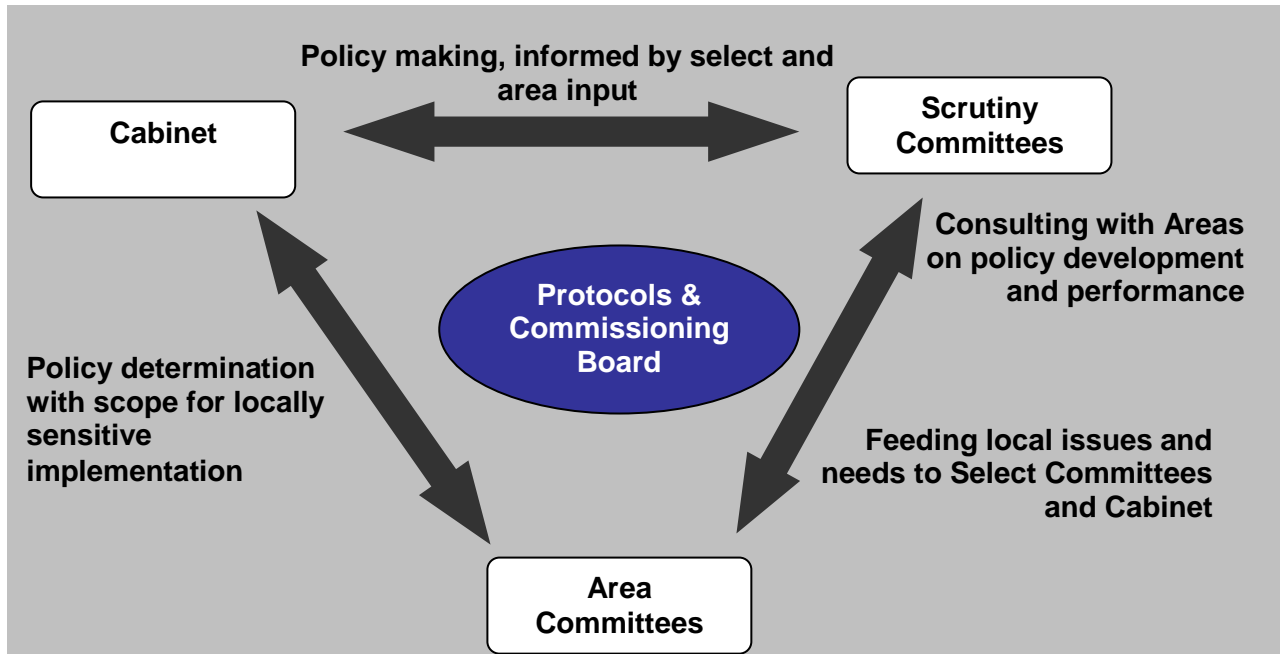 Policy making, informed by select and
area input
Cabinet
Scrutiny
Committees
Consulting with Areas
on policy development
and performance
Protocols &
Commissioning
Board
Policy determination
with scope for locally
sensitive
implementation
Feeding local issues and
needs to Select Committees
and Cabinet
Area
Committees